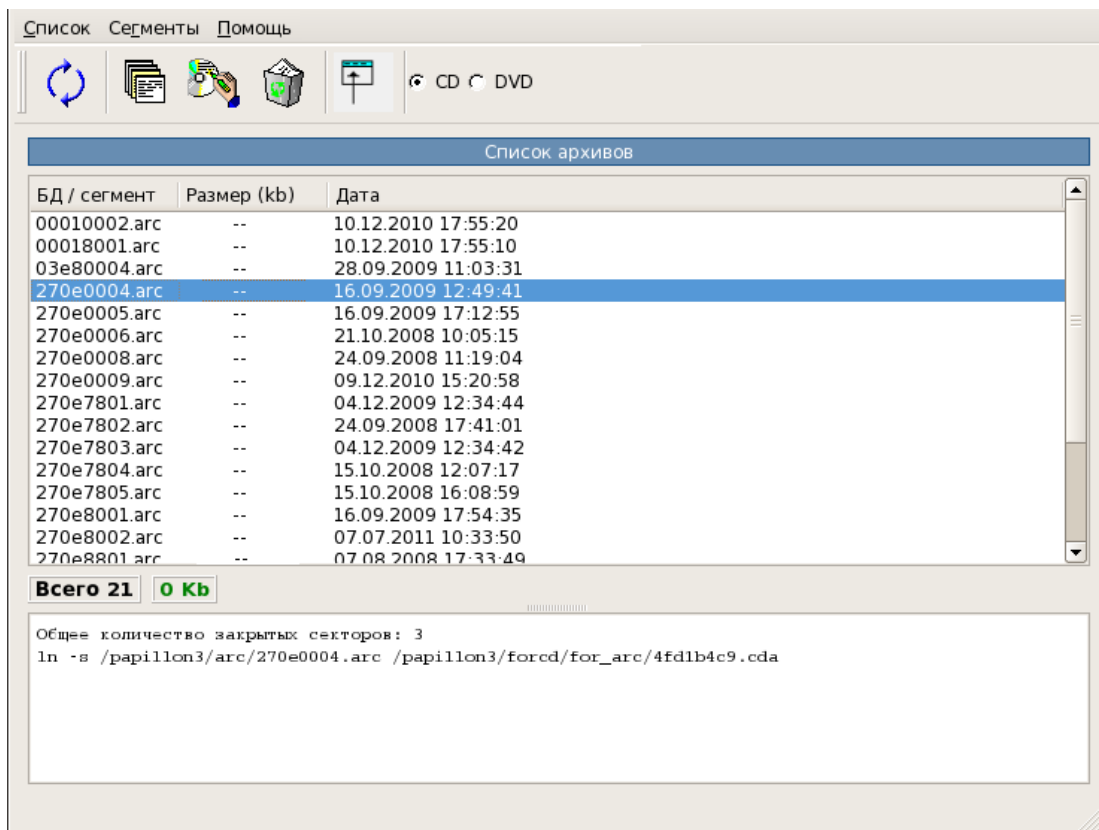 Список Сегменты Помощь
CD DVD
Список архивов
БД / сегмент Размер (kb) Дата
00010002.arc -- 10.12.2010 17:55:20
00018001.arc -- 10.12.2010 17:55:10
03e80004.arc -- 28.09.2009 11:03:31
270e0004.arc -- 16.09.2009 12:49:41
270e0005.arc -- 16.09.2009 17:12:55
270e0006.arc -- 21.10.2008 10:05:15
270e0008.arc -- 24.09.2008 11:19:04
270e0009.arc -- 09.12.2010 15:20:58
270e7801.arc -- 04.12.2009 12:34:44
270e7802.arc -- 24.09.2008 17:41:01
270e7803.arc -- 04.12.2009 12:34:42
270e7804.arc -- 15.10.2008 12:07:17
270e7805.arc -- 15.10.2008 16:08:59
270e8001.arc -- 16.09.2009 17:54:35
270e8002.arc -- 07.07.2011 10:33:50
270e8801.arc -- 07.08.2008 17:33:49
Всего 21 0 Kb
Общее количество закрытых секторов: 3
ln -s /papillon3/arc/270e0004.arc /papillon3/forcd/for_arc/4fd1b4c9.cda